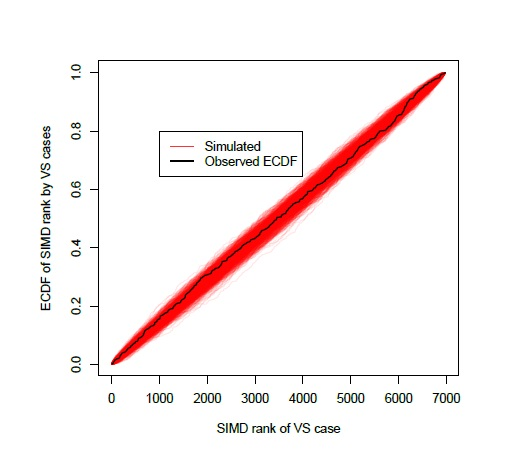 ECDF of SIMD rank by VS cases
1.0
0.8
0.6
0.4
0.2
0.0
Simulated
Observed ECDF
0 1000 2000 3000 4000 5000 6000 7000
SIMD rank of VS case